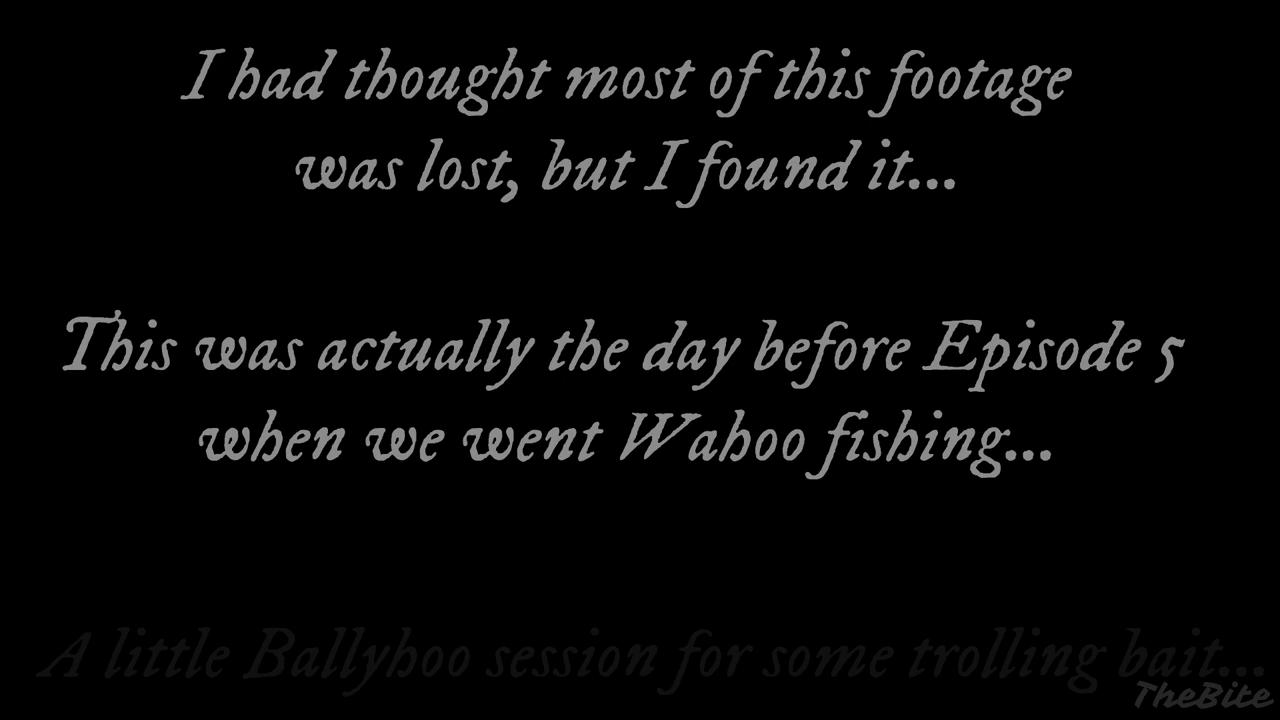 I had thought most of this footage
was lost, but I found it...
This was actually the day before Episode 5
when we went Wahoo fishing...
A little Ballyhoo session for some trolling bait...
TheBite